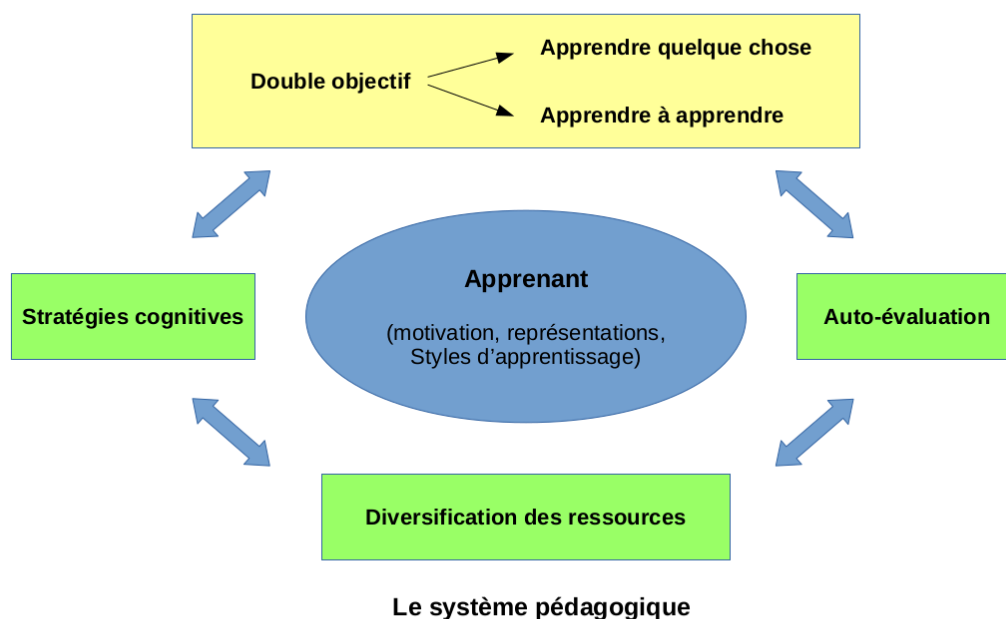 Apprendre quelque chose
Double objectif
Apprendre à apprendre
Apprenant
Stratégies cognitives
(motivation, représentations,
Styles d'apprentissage)
Auto-évaluation
Diversification des ressources
Le système pédagogique